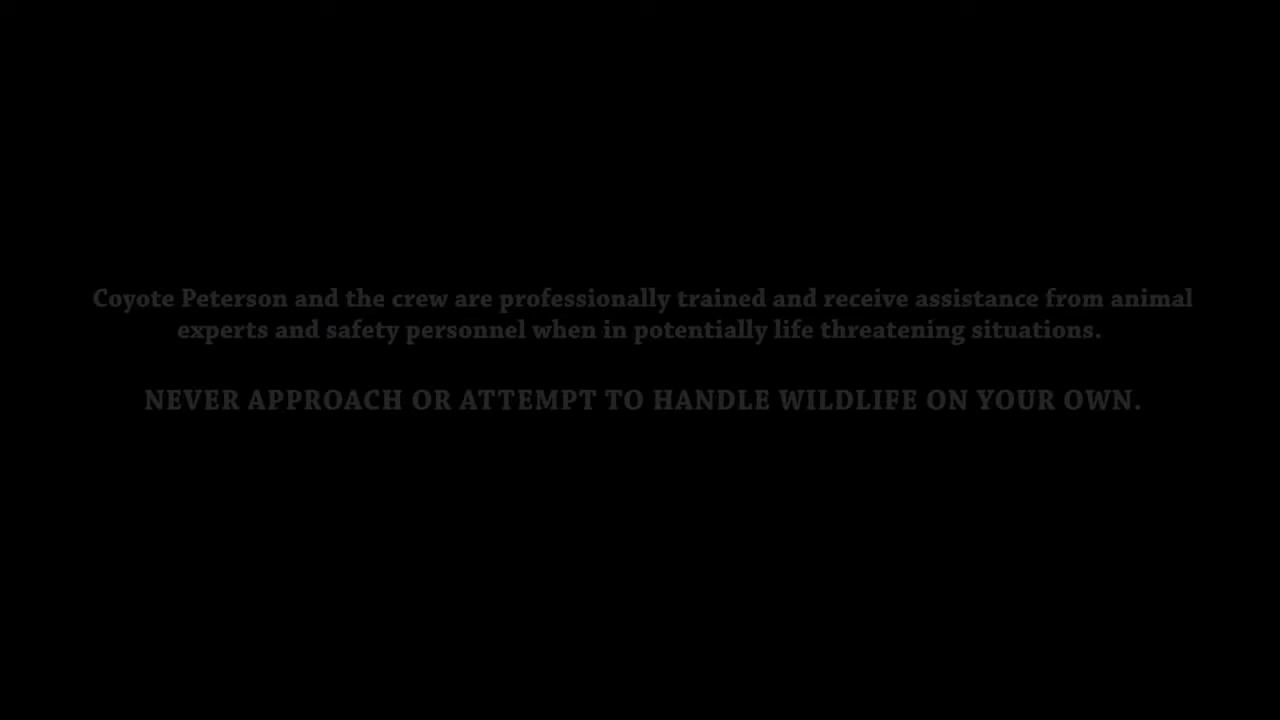 Coyote Peterson and the crew are professionally trained and receive assistance from animal
experts and safety personnel when in potentially life threatening situations.
NEVER APPROACH OR ATTEMPT TO HANDLE WILDLIFE ON YOUR OWN.